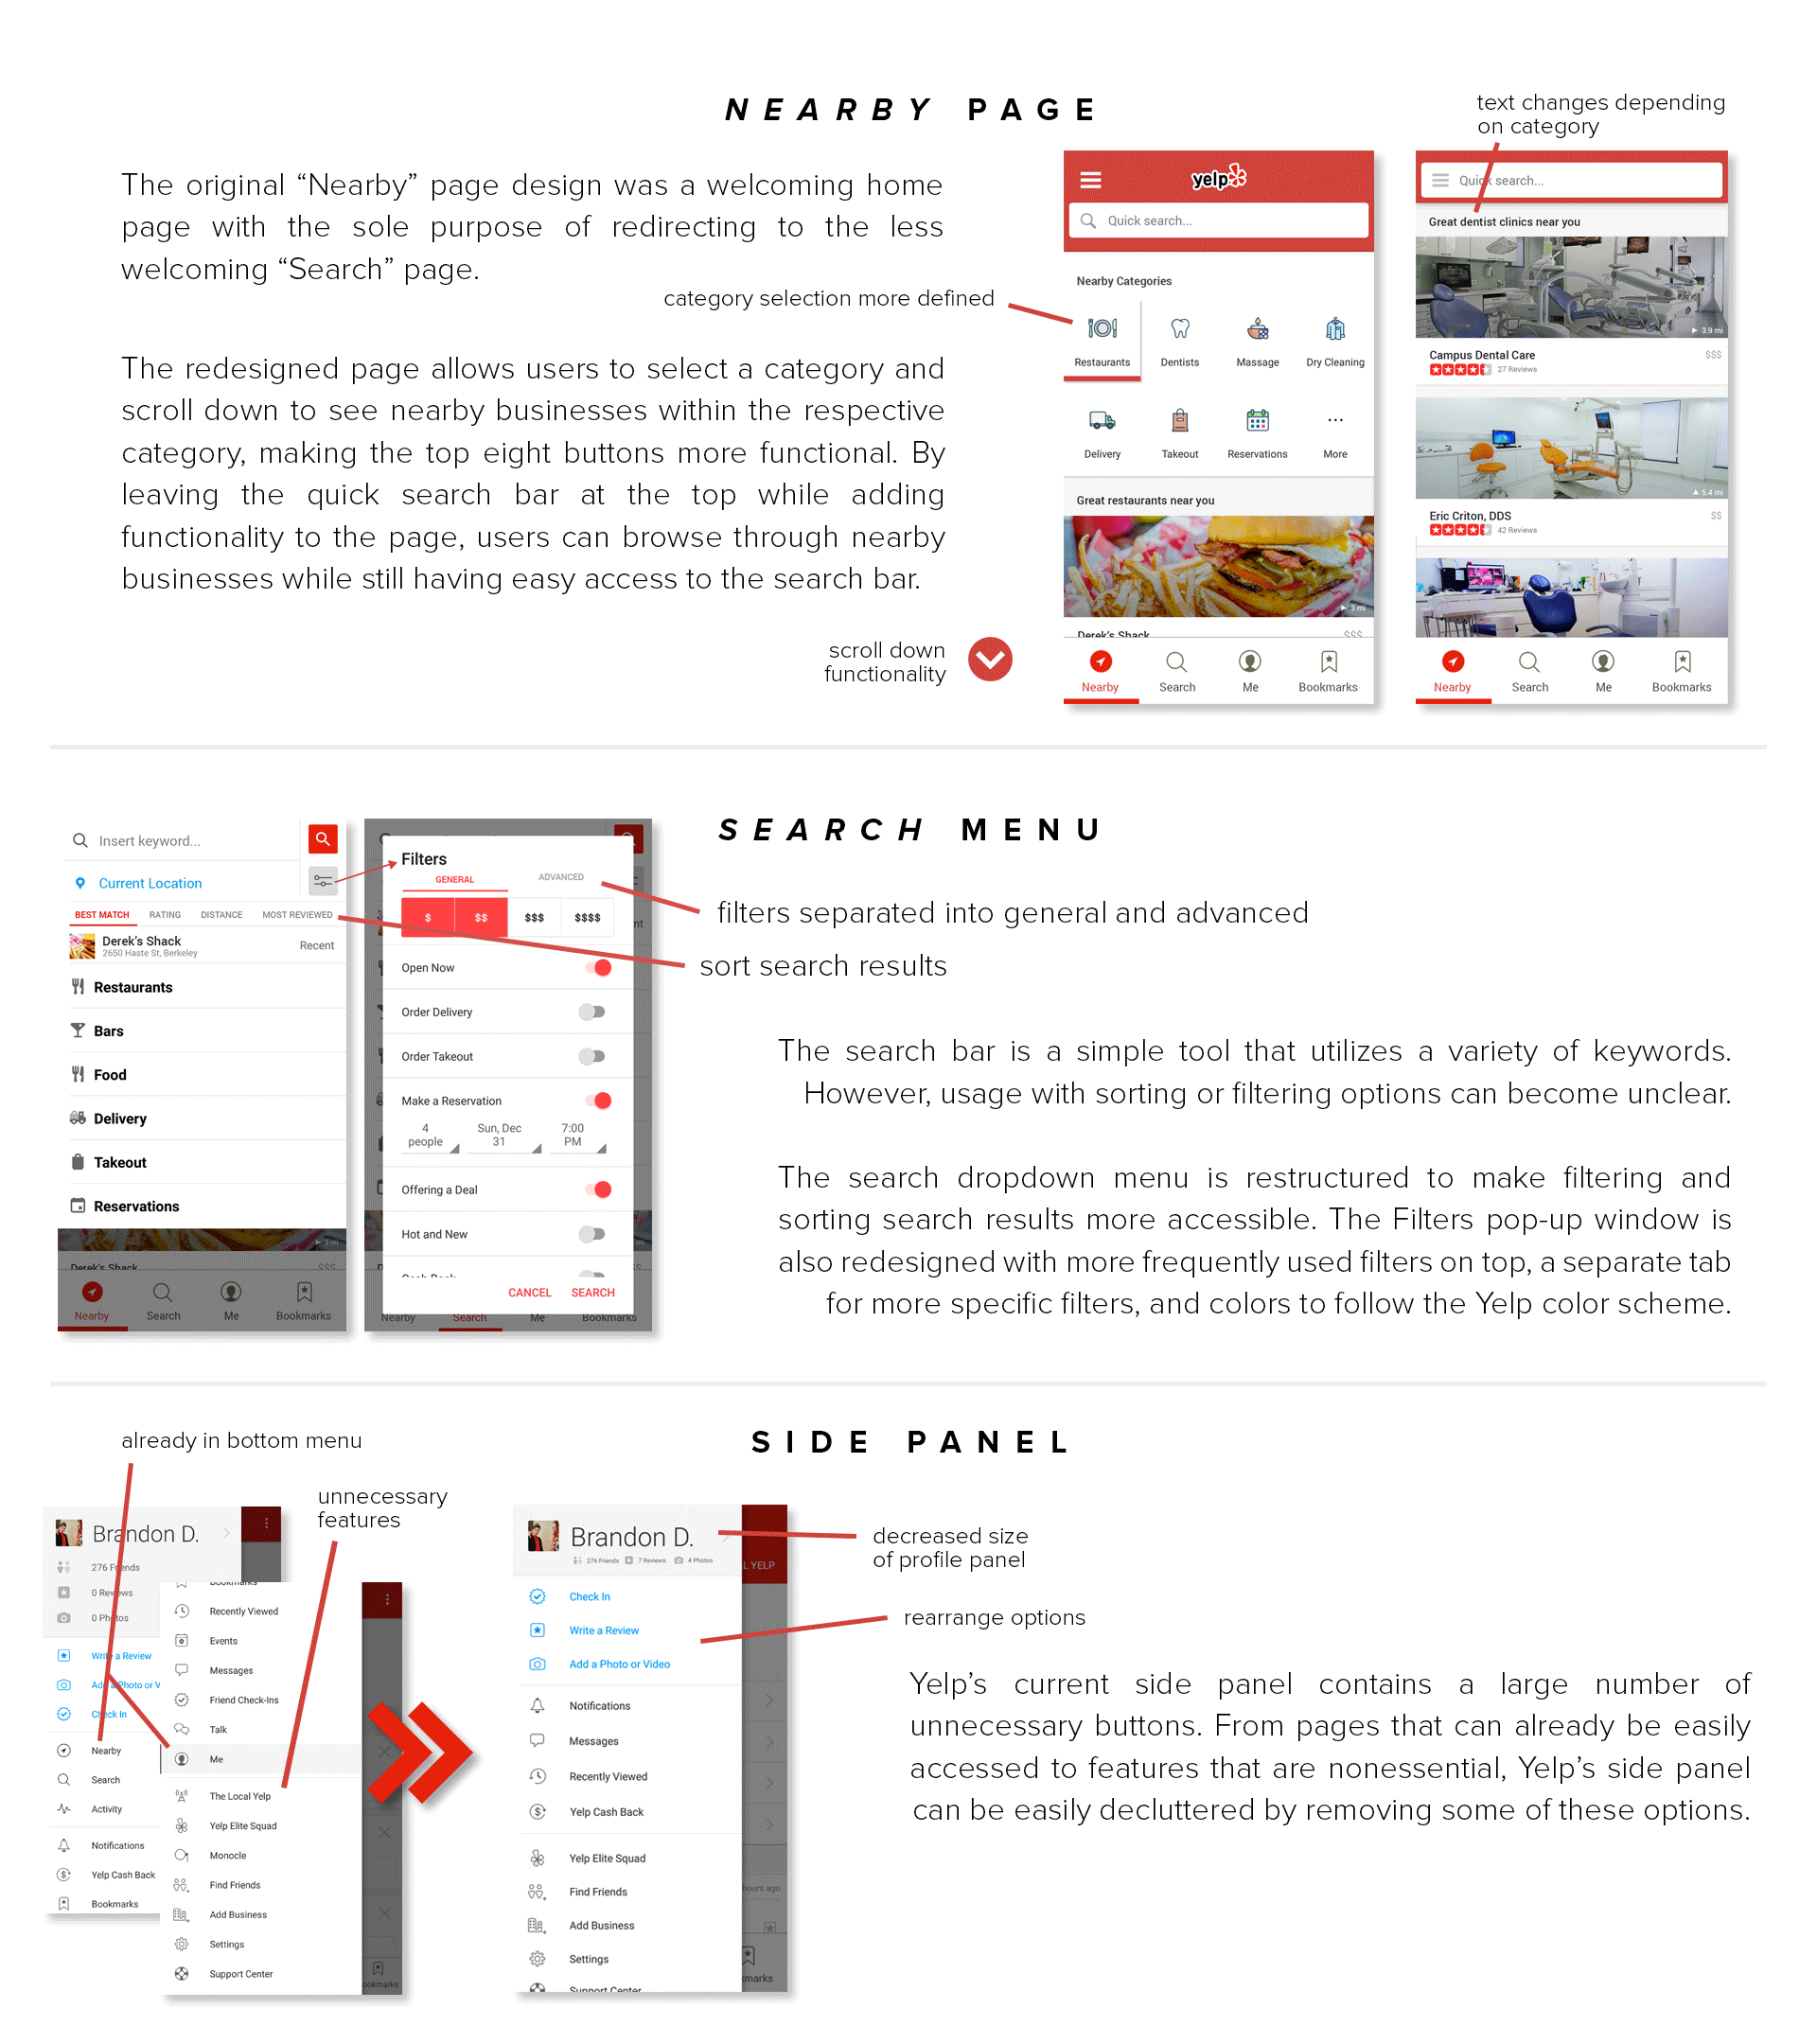 NEARBY PAGE
The original “Nearby” page design was a welcoming home
page with the sole purpose of redirecting to the less
welcoming “Search” page.
category selection more defined
The redesigned page allows users to select a category and
scroll down to see nearby businesses within the respective
category, making the top eight buttons more functional. By
leaving the quick search bar at the top while adding
functionality to the page, users can browse through nearby
businesses while still having easy access to the search bar.
scroll down
functionality
yelp
Quick search...
Nearby Categories
Restaurants Dentists Massage Dry Cleaning
Delivery Takeout Reservations More
Great restaurants near you
3 mi
Derek's Shack $$$
Nearby Search Me Bookmarks
text changes depending
on category
Quick search...
Great dentist clinics near you
3.9 mi
Campus Dental Care $$$
27 Reviews
5.4 mi
Eric Criton, DDS $$
42 Reviews
Nearby Search Me Bookmarks
SEARCH MENU
Insert keyword...
Current Location
BEST MATCH RATING DISTANCE MOST REVIEWED
Derek's Shack Recent
2650 Haste St, Berkeley
Restaurants
Bars
Food
Delivery
Takeout
Reservations
3 mi
Derek's Shack $$$
Nearby Search Me Bookmarks
Filters
GENERAL ADVANCED
$ $$ $$$ $$$$
Open Now
Order Delivery
Order Takeout
Make a Reservation
4 Sun, Dec 7:00
people 31 PM
Offering a Deal
Hot and New
Cash Back
CANCEL SEARCH
Nearby Search Me Bookmarks
filters separated into general and advanced
sort search results
The search bar is a simple tool that utilizes a variety of keywords.
However, usage with sorting or filtering options can become unclear.
The search dropdown menu is restructured to make filtering and
sorting search results more accessible. The Filters pop-up window is
also redesigned with more frequently used filters on top, a separate tab
for more specific filters, and colors to follow the Yelp color scheme.
SIDE PANEL
already in bottom menu
unnecessary
features
Brandon D.
276 Friends
0 Reviews
0 Photos
Write a Review
Add a Photo or V
Check In
Nearby
Search
Activity
Notifications
Yelp Cash Back
Bookmarks
Bookmarks
Recently Viewed
Events
Messages
Friend Check-Ins
Talk
Me
The Local Yelp
Yelp Elite Squad
Monocle
Find Friends
Add Business
Settings
Support Center
ookmarks
Brandon D.
276 Friends 7 Reviews 4 Photos
L YELP
Check In
Write a Review
Add a Photo or Video
Notifications
Messages
Recently Viewed
Yelp Cash Back
Yelp Elite Squad
Find Friends
hours ago
Add Business
Settings
Support Center
marks
decreased size
of profile panel
rearrange options
Yelp’s current side panel contains a large number of
unnecessary buttons. From pages that can already be easily
accessed to features that are nonessential, Yelp’s side panel
can be easily decluttered by removing some of these options.